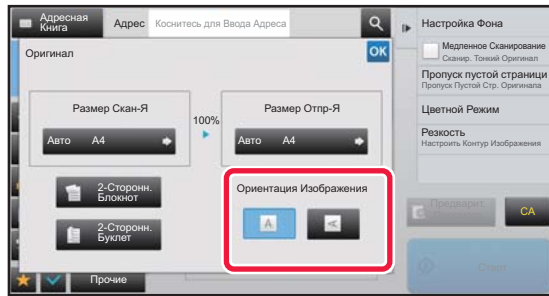 Адресная
Книга
Адрес
Коснитесь для Ввода Адреса
Оригинал
OK
Размер Скан-Я
Авто A4
100%
Размер Отпр-Я
Авто A4
2-Сторонн.
Блокнот
2-Сторонн.
Буклет
Ориентация Изображения
A
A
Прочие
Настройка Фона
Медленное Сканирование
Сканир. Тонкий Оригинал
Пропуск пустой страници
Пропуск Пустой Стр. Оригинала
Цветной Режим
Резкость
Настроить Контур Изображения
Предварит.
CA
Старт